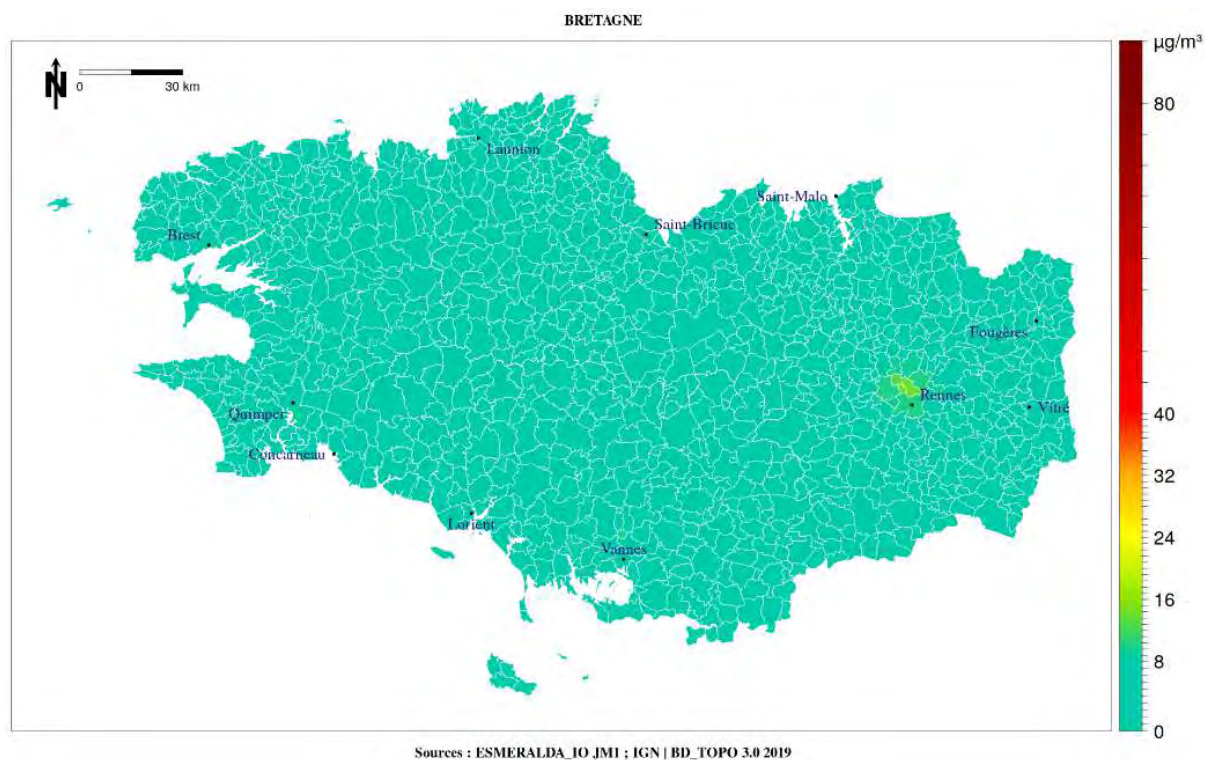 BRETAGNE
µg/m³
N
0 30 km
80
Lannion
Saint-Malo
Saint-Brieuc
Brest
Fougères
Rennes
Quimper
Vitré
40
Concarneau
32
Lorient
24
Vannes
16
8
0
Sources : ESMERALDA_IO JM1 ; IGN | BD_TOPO 3.0 2019